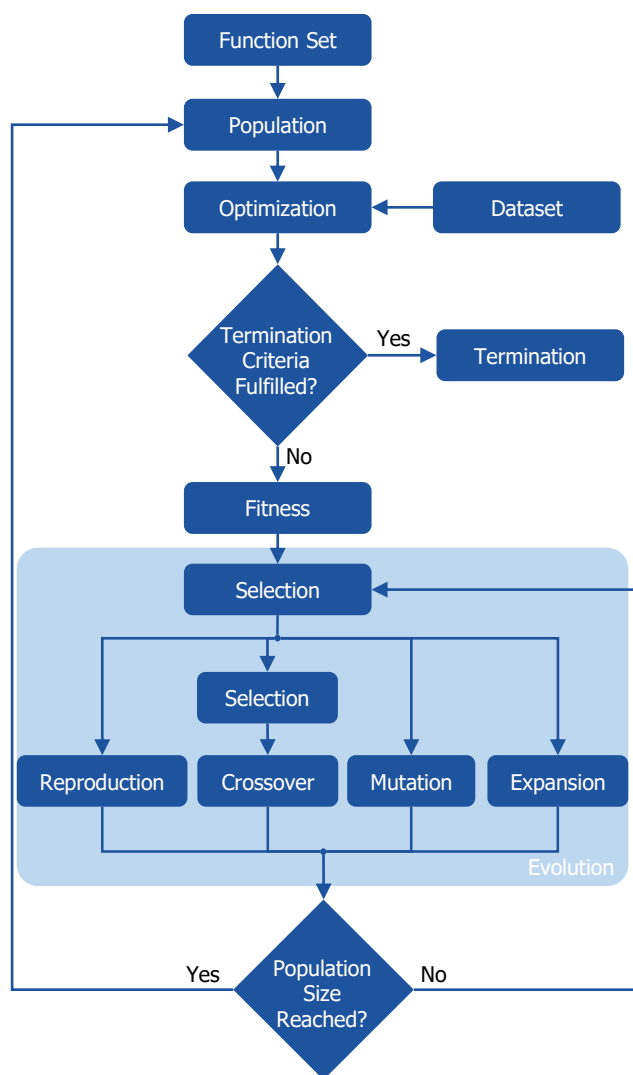 Function Set
Population
Optimization
Dataset
Termination
Criteria
Fulfilled?
Yes
Termination
No
Fitness
Selection
Selection
Reproduction
Crossover
Mutation
Expansion
Evolution
Yes
Population
Size
Reached?
No